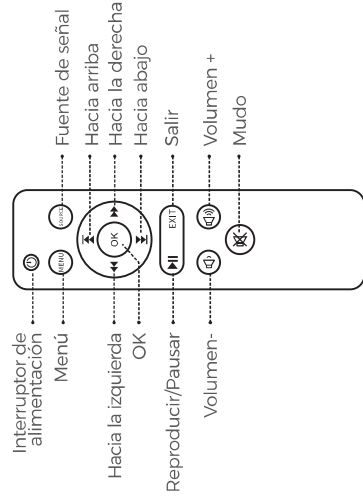 Interruptor de
alimentación
Menú
Hacia la izquierda
OK
Reproducir/Pausar
Volumen-
MENU
SOURCE
OK
EXIT
Fuente de señal
Hacia arriba
Hacia la derecha
Hacia abajo
Salir
Volumen +
Mudo